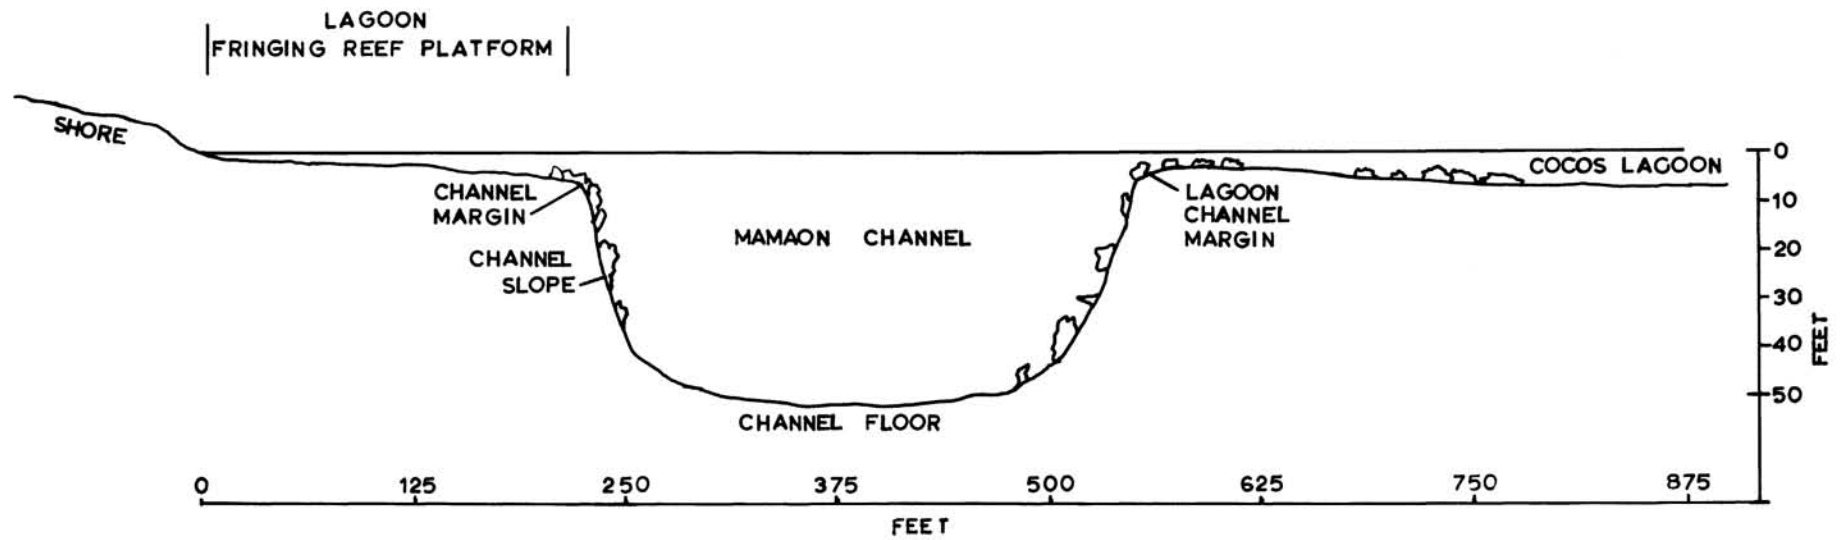 LAGOON
FRINGING REEF PLATFORM
SHORE
COCOS LAGOON
CHANNEL
MARGIN
LAGOON
CHANNEL
MARGIN
MAMAON CHANNEL
CHANNEL
SLOPE
CHANNEL FLOOR
0
10
20
30
40
50
FEET
0 125 250 375 500 625 750 875
FEET